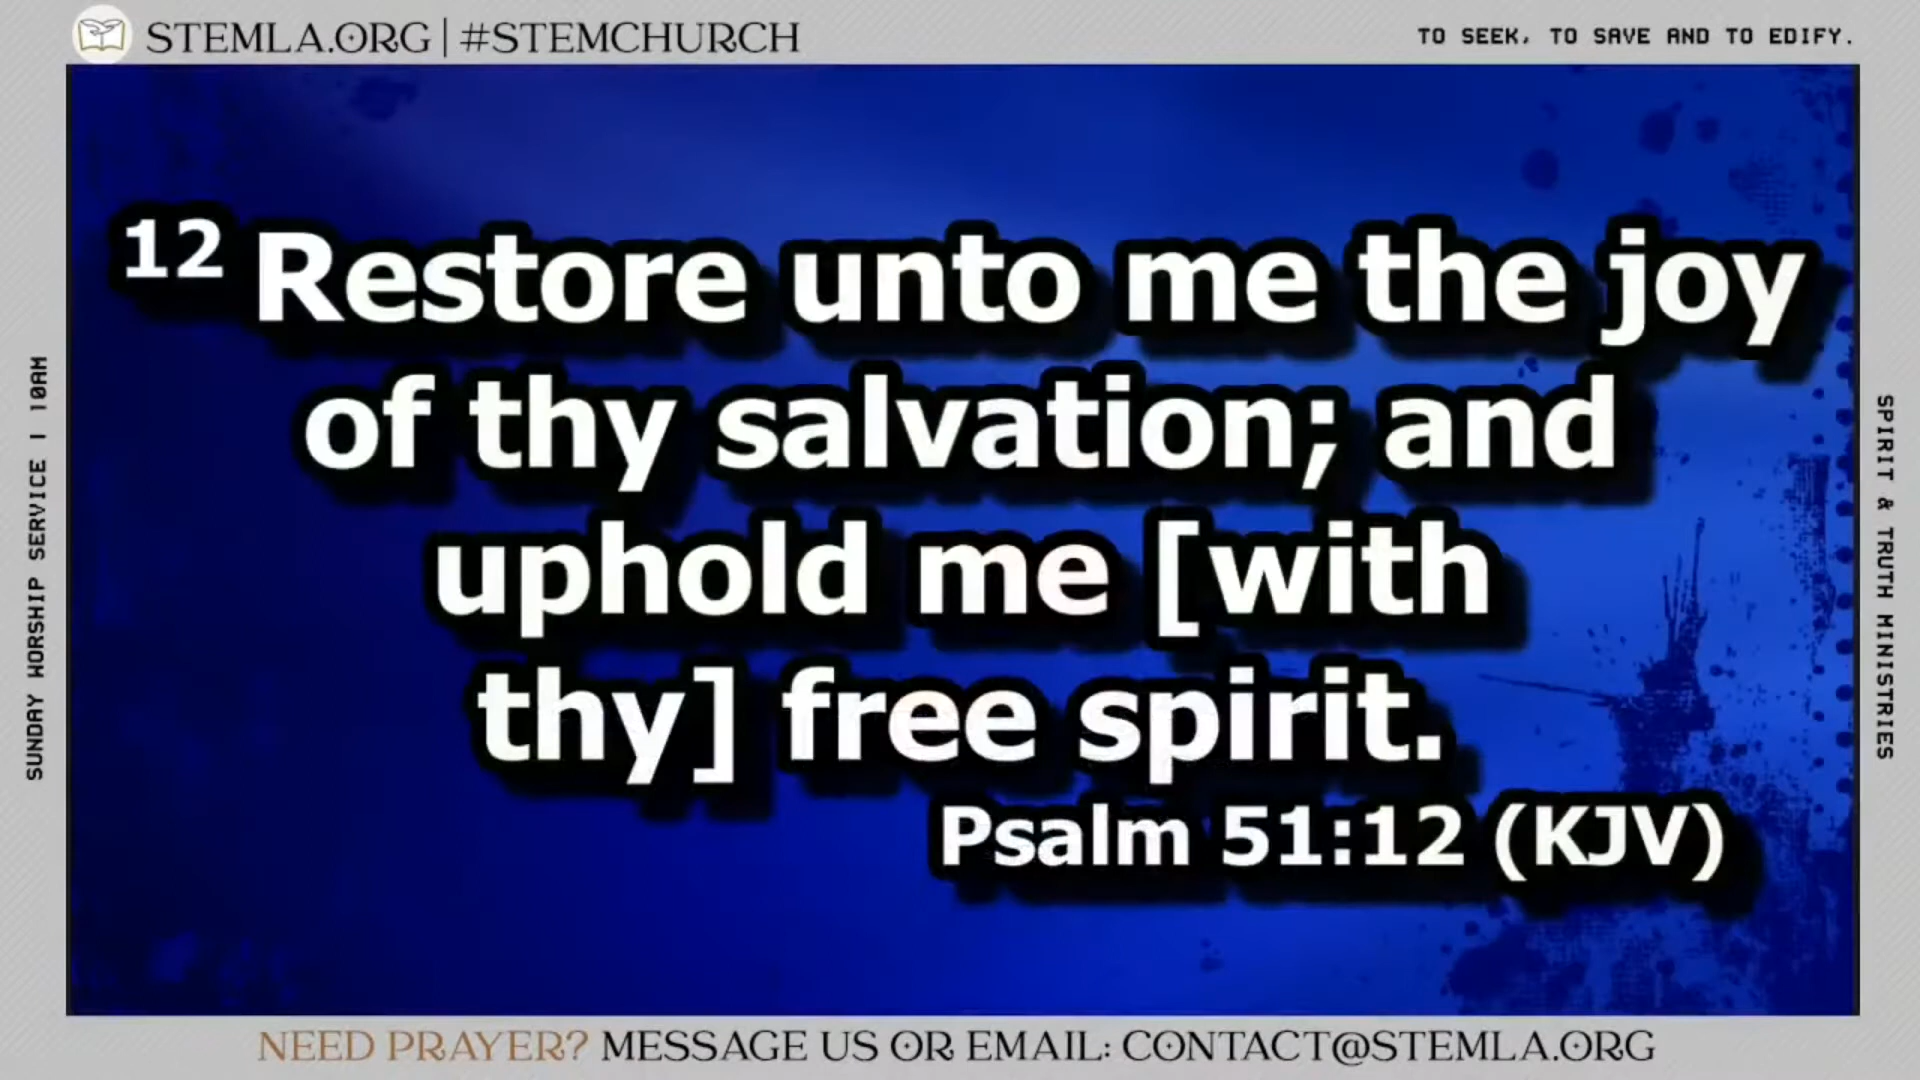 STEMLA.ORG | #STEMCHURCH
TO SEEK, TO SAVE AND TO EDIFY.
SUNDAY WORSHIP SERVICE | 10AM
12 Restore unto me the joy
of thy salvation; and
uphold me [with
thy] free spirit.
Psalm 51:12 (KJV)
SPIRIT & TRUTH MINISTRIES
NEED PRAYER? MESSAGE US OR EMAIL: CONTACT@STEMLA.ORG